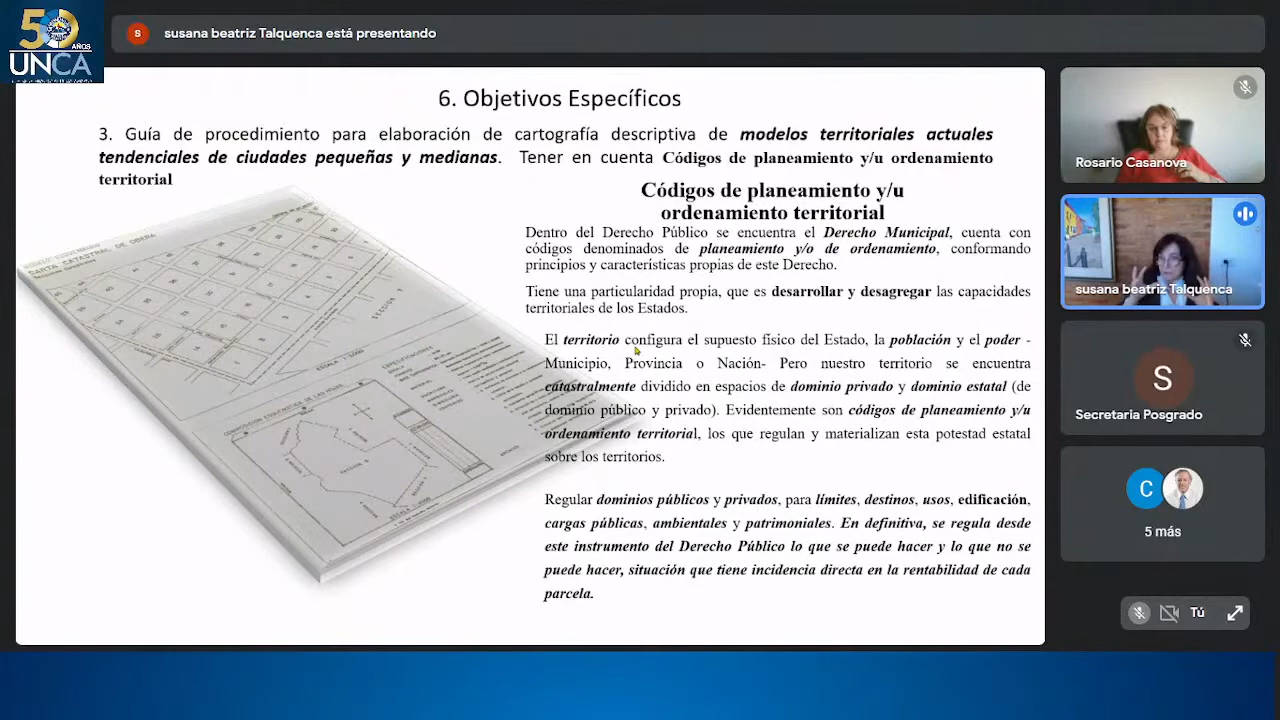 50 AÑOS
UNCA
S
susana beatriz Talquenca está presentando
6. Objetivos Específicos
3. Guía de procedimiento para elaboración de cartografía descriptiva de modelos territoriales actuales
tendenciales de ciudades pequeñas y medianas. Tener en cuenta Códigos de planeamiento y/u ordenamiento
territorial
CARTA CATASTRAL DE OBERA
SECCION
ESCALA
ESPECIFICACIONES
Códigos de planeamiento y/u
ordenamiento territorial
Dentro del Derecho Público se encuentra el Derecho Municipal, cuenta con
códigos denominados de planeamiento y/o de ordenamiento, conformando
principios y características propias de este Derecho.
Tiene una particularidad propia, que es desarrollar y desagregar las capacidades
territoriales de los Estados.
El territorio configura el supuesto físico del Estado, la población y el poder -
Municipio, Provincia o Nación- Pero nuestro territorio se encuentra
catastralmente dividido en espacios de dominio privado y dominio estatal (de
dominio público y privado). Evidentemente son códigos de planeamiento y/u
ordenamiento territorial, los que regulan y materializan esta potestad estatal
sobre los territorios.
Regular dominios públicos y privados, para límites, destinos, usos, edificación,
cargas públicas, ambientales y patrimoniales. En definitiva, se regula desde
este instrumento del Derecho Público lo que se puede hacer y lo que no se
puede hacer, situación que tiene incidencia directa en la rentabilidad de cada
parcela.
Rosario Casanova
susana beatriz Talquenca
S
Secretaria Posgrado
C
5 más
Tú